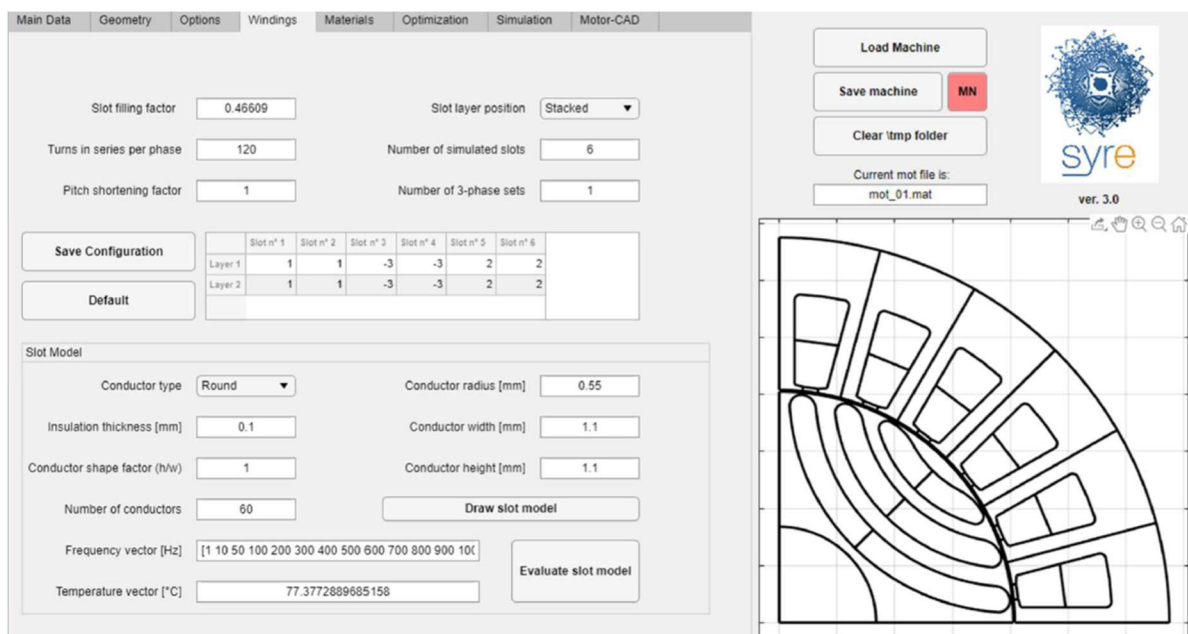 Main Data Geometry Options Windings Materials Optimization Simulation Motor-CAD
Slot filling factor 0.46609 Slot layer position Stacked
Turns in series per phase 120 Number of simulated slots 6
Pitch shortening factor 1 Number of 3-phase sets 1
Save Configuration
Default
Slot n° 1 Slot n° 2 Slot n° 3 Slot n° 4 Slot n° 5 Slot n° 6
Layer 1 1 1 -3 -3 2 2
Layer 2 1 1 -3 -3 2 2
Slot Model
Conductor type Round Conductor radius [mm] 0.55
Insulation thickness [mm] 0.1 Conductor width [mm] 1.1
Conductor shape factor (h/w) 1 Conductor height [mm] 1.1
Number of conductors 60 Draw slot model
Frequency vector [Hz] [1 10 50 100 200 300 400 500 600 700 800 900 10(
Evaluate slot model
Temperature vector [°C] 77.3772889685158
Load Machine
Save machine MN
Clear \tmp folder
Current mot file is:
mot_01.mat
syre
ver. 3.0